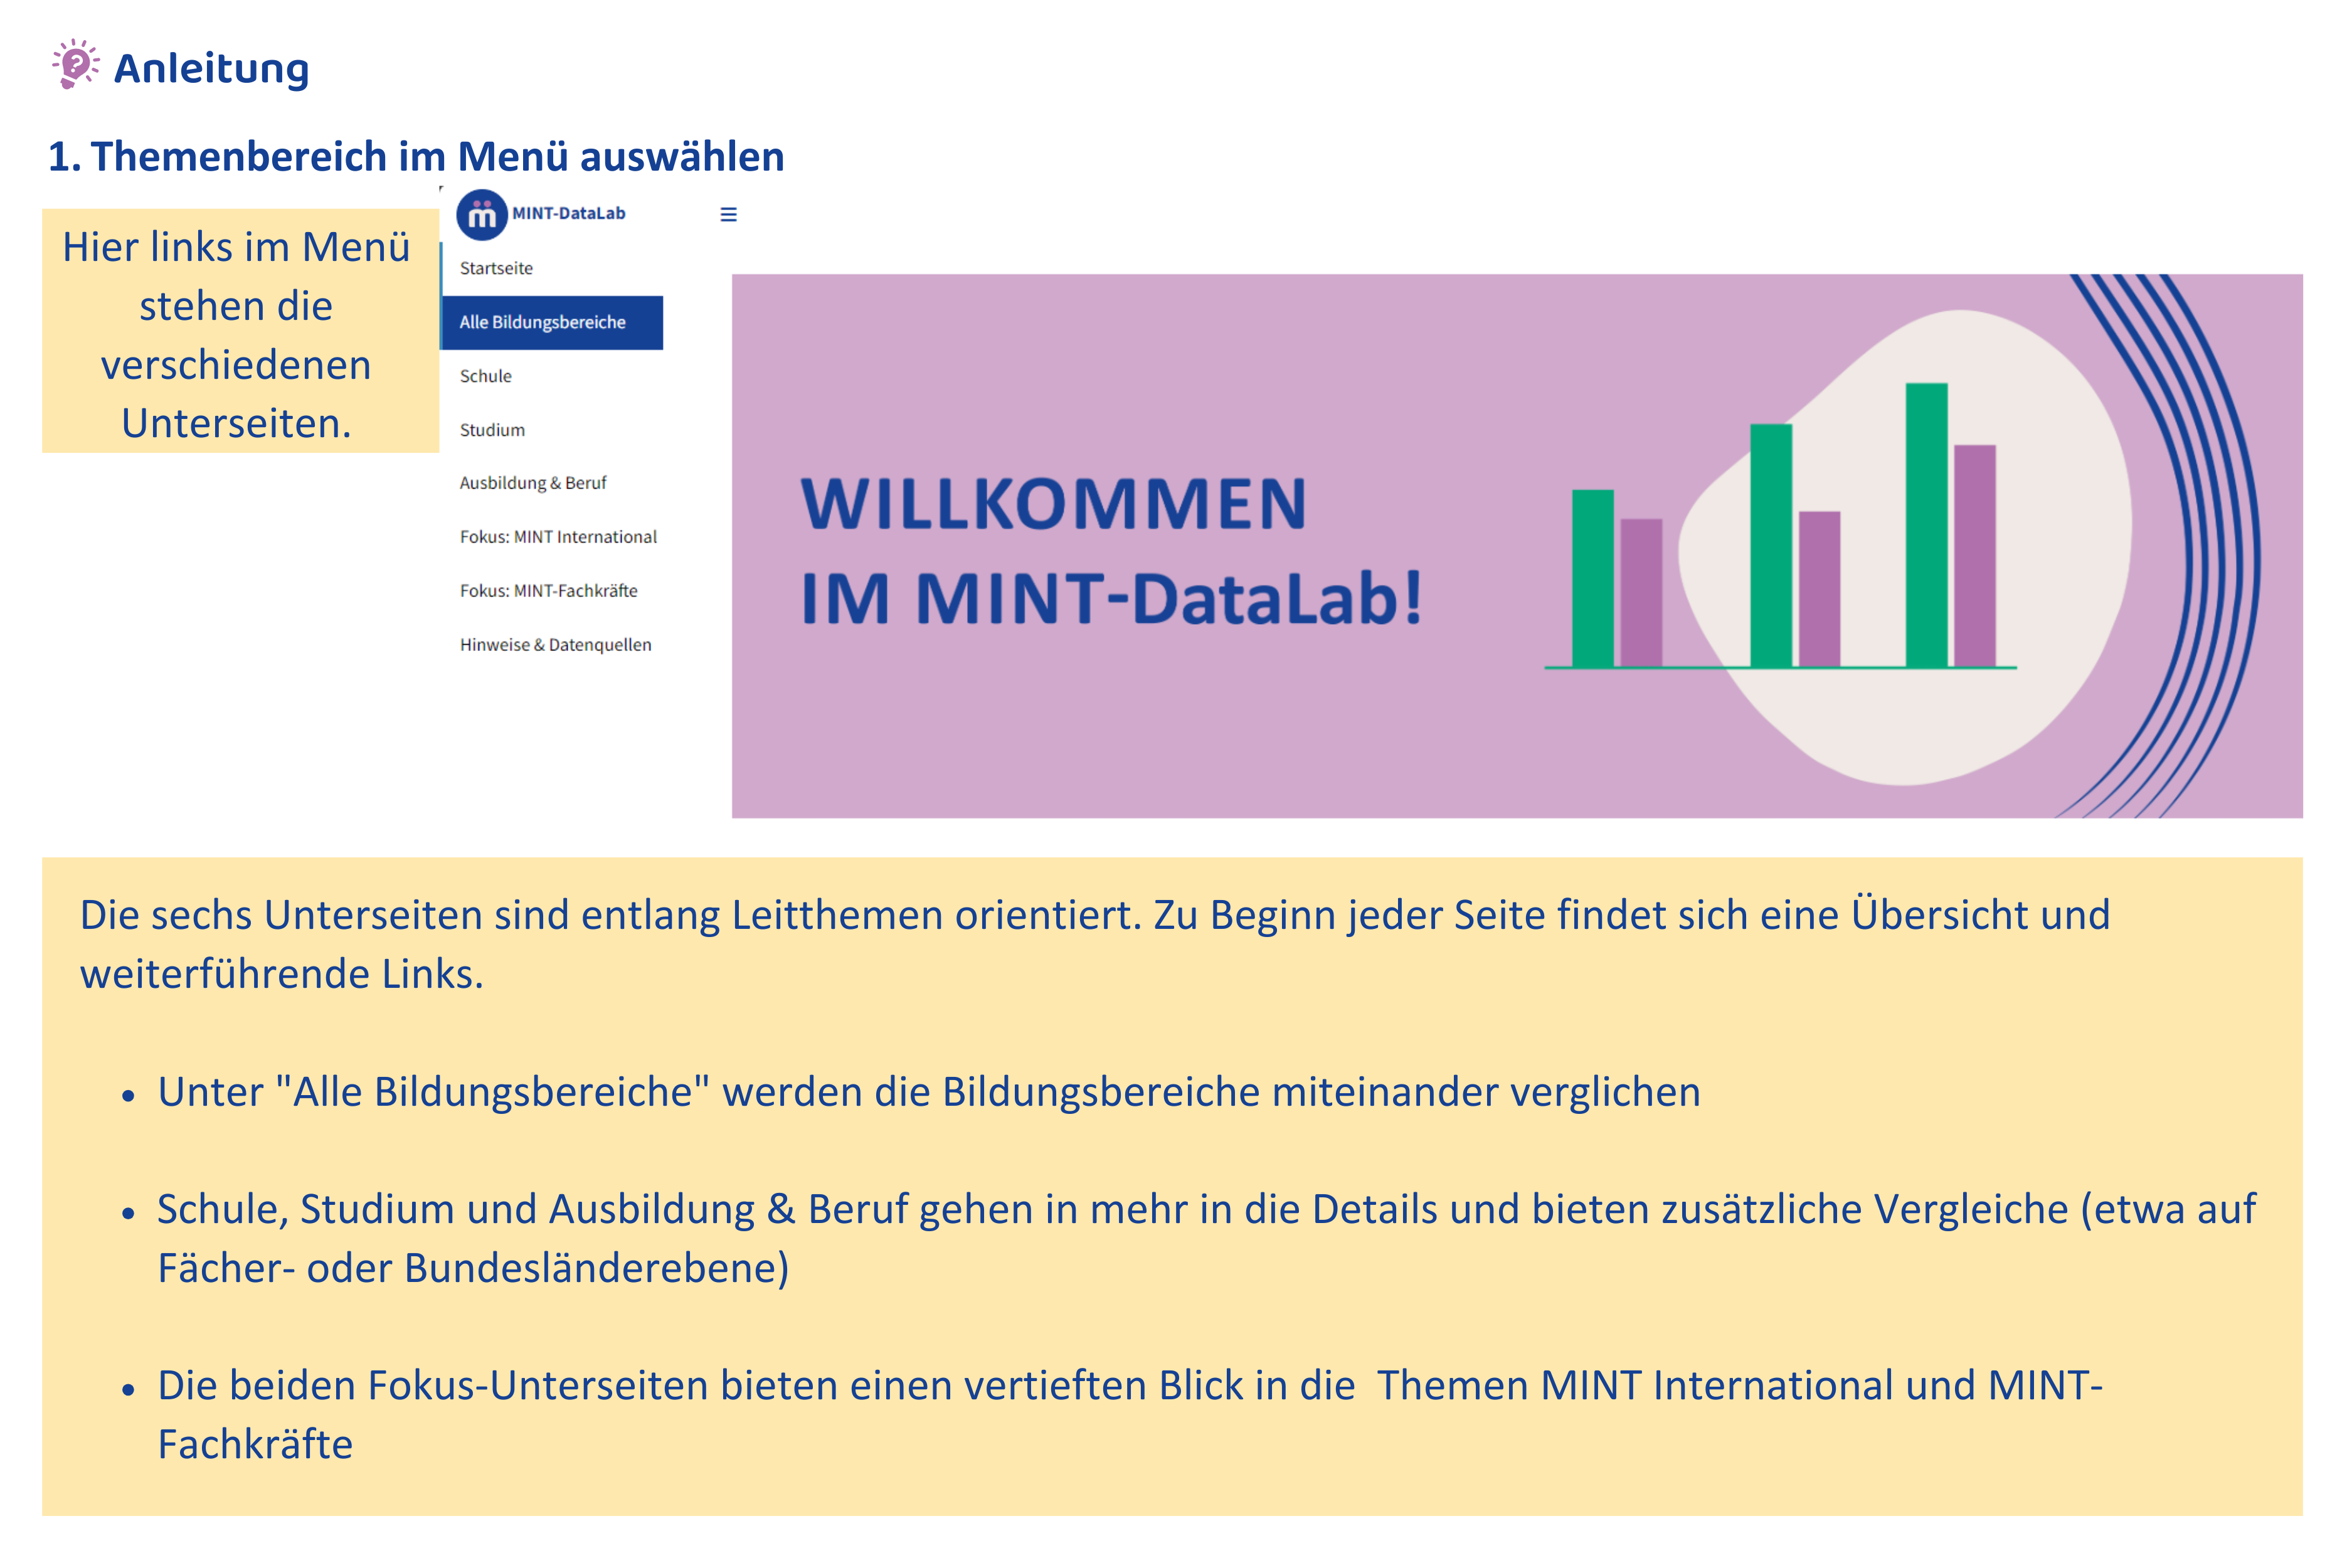 Anleitung
1. Themenbereich im Menü auswählen
Hier links im Menü
stehen die
verschiedenen
Unterseiten.
MINT-DataLab
Startseite
Alle Bildungsbereiche
Schule
Studium
Ausbildung & Beruf
Fokus: MINT International
Fokus: MINT-Fachkräfte
Hinweise & Datenquellen
WILLKOMMEN
IM MINT-DataLab!
Die sechs Unterseiten sind entlang Leitthemen orientiert. Zu Beginn jeder Seite findet sich eine Übersicht und
weiterführende Links.
• Unter "Alle Bildungsbereiche" werden die Bildungsbereiche miteinander verglichen
• Schule, Studium und Ausbildung & Beruf gehen in mehr in die Details und bieten zusätzliche Vergleiche (etwa auf
Fächer- oder Bundesländerebene)
• Die beiden Fokus-Unterseiten bieten einen vertieften Blick in die  Themen MINT International und MINT-
Fachkräfte